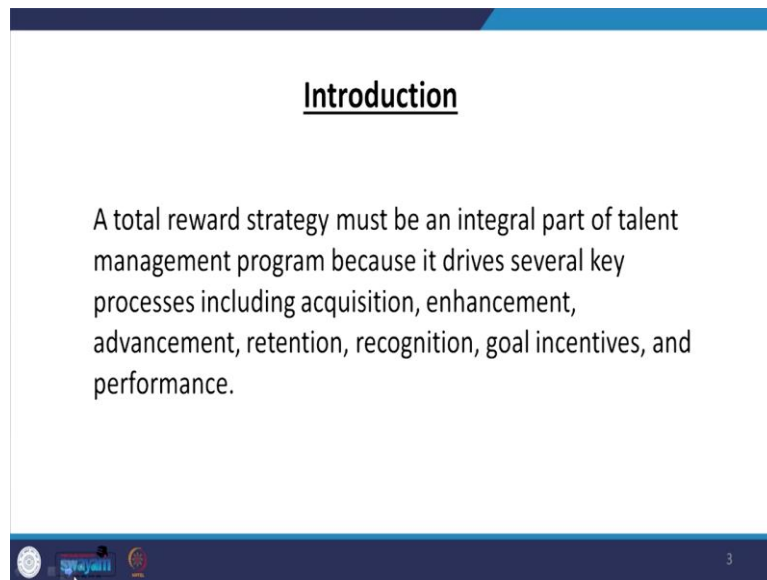 Introduction
A total reward strategy must be an integral part of talent
management program because it drives several key
processes including acquisition, enhancement,
advancement, retention, recognition, goal incentives, and
performance.
swayam
3